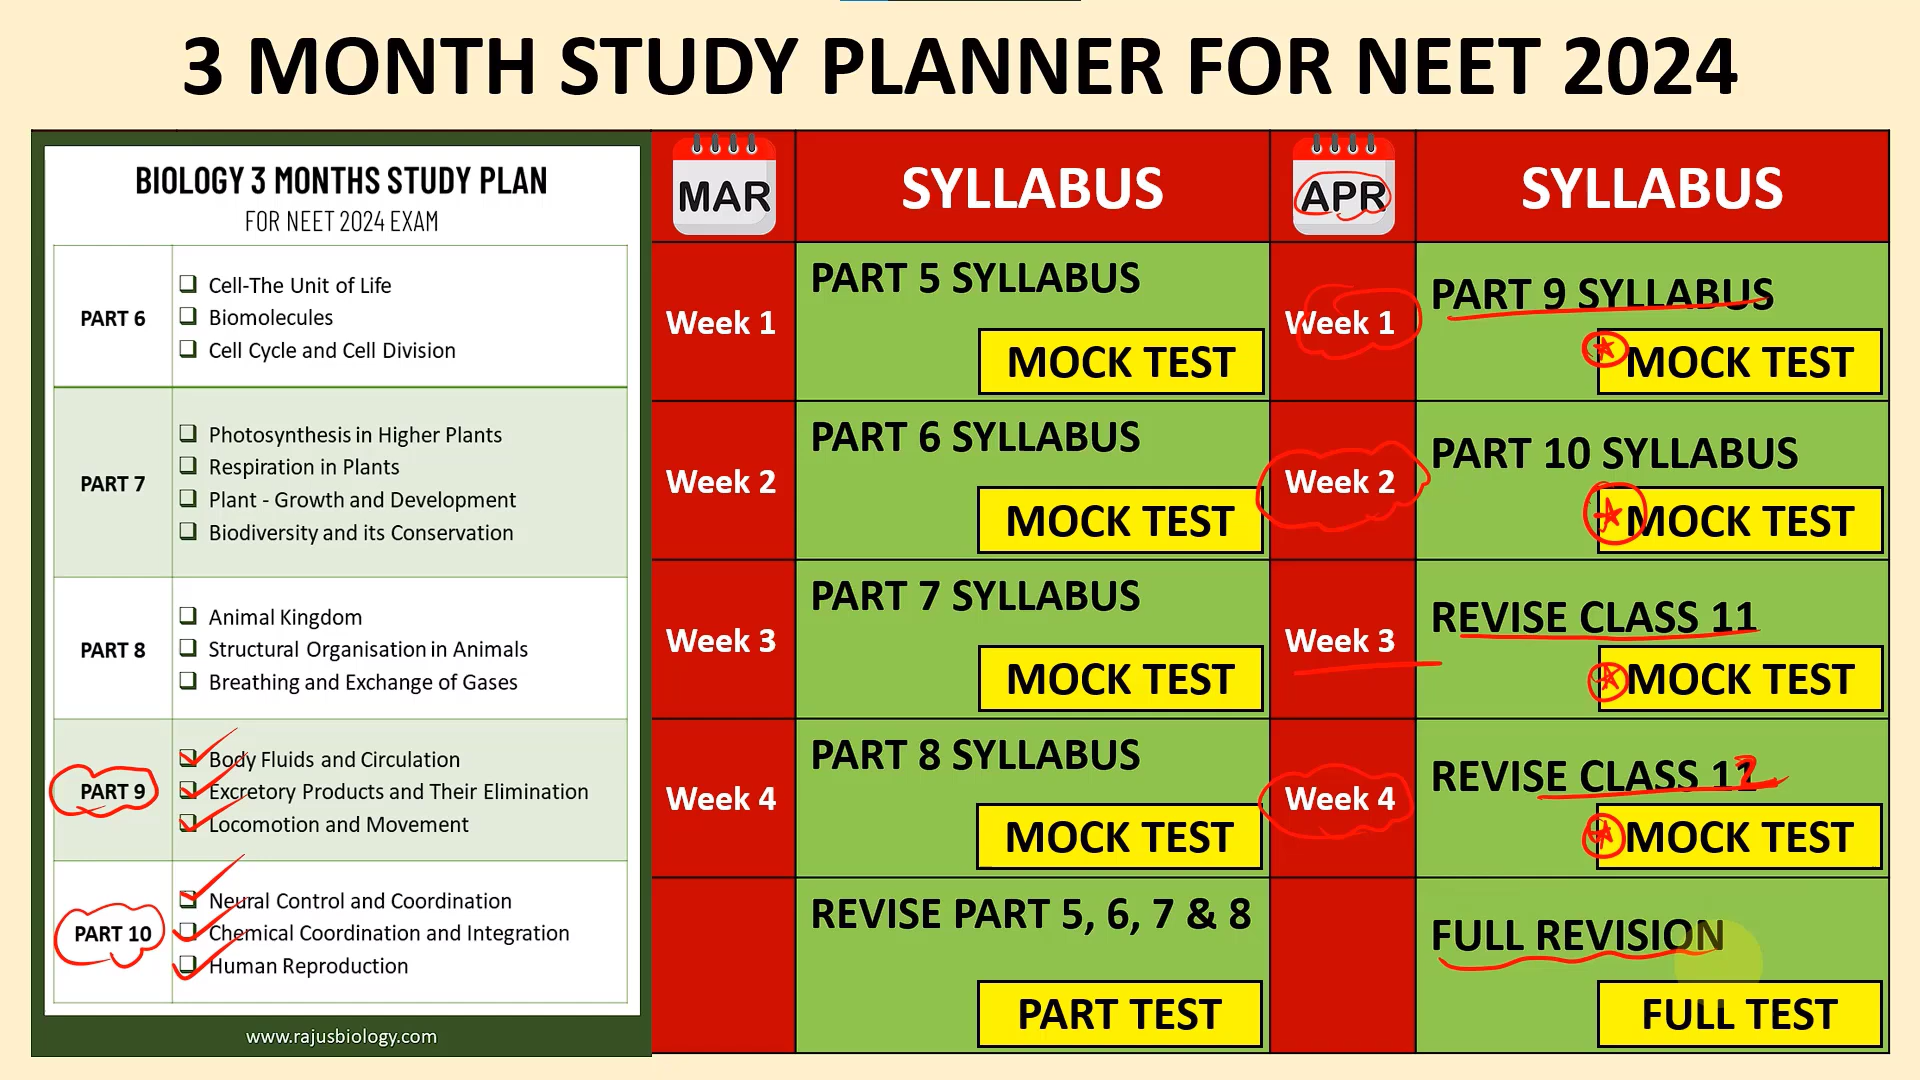 3 MONTH STUDY PLANNER FOR NEET 2024
BIOLOGY 3 MONTHS STUDY PLAN
FOR NEET 2024 EXAM
PART 6
Cell-The Unit of Life
Biomolecules
Cell Cycle and Cell Division
PART 7
Photosynthesis in Higher Plants
Respiration in Plants
Plant - Growth and Development
Biodiversity and its Conservation
PART 8
Animal Kingdom
Structural Organisation in Animals
Breathing and Exchange of Gases
PART 9
Body Fluids and Circulation
Excretory Products and Their Elimination
Locomotion and Movement
PART 10
Neural Control and Coordination
Chemical Coordination and Integration
Human Reproduction
www.rajusbiology.com
MAR
SYLLABUS
Week 1
PART 5 SYLLABUS
MOCK TEST
Week 2
PART 6 SYLLABUS
MOCK TEST
Week 3
PART 7 SYLLABUS
MOCK TEST
Week 4
PART 8 SYLLABUS
MOCK TEST
REVISE PART 5, 6, 7 & 8
PART TEST
APR
SYLLABUS
Week 1
PART 9 SYLLABUS
MOCK TEST
Week 2
PART 10 SYLLABUS
MOCK TEST
Week 3
REVISE CLASS 11
MOCK TEST
Week 4
REVISE CLASS 12
MOCK TEST
FULL REVISION
FULL TEST